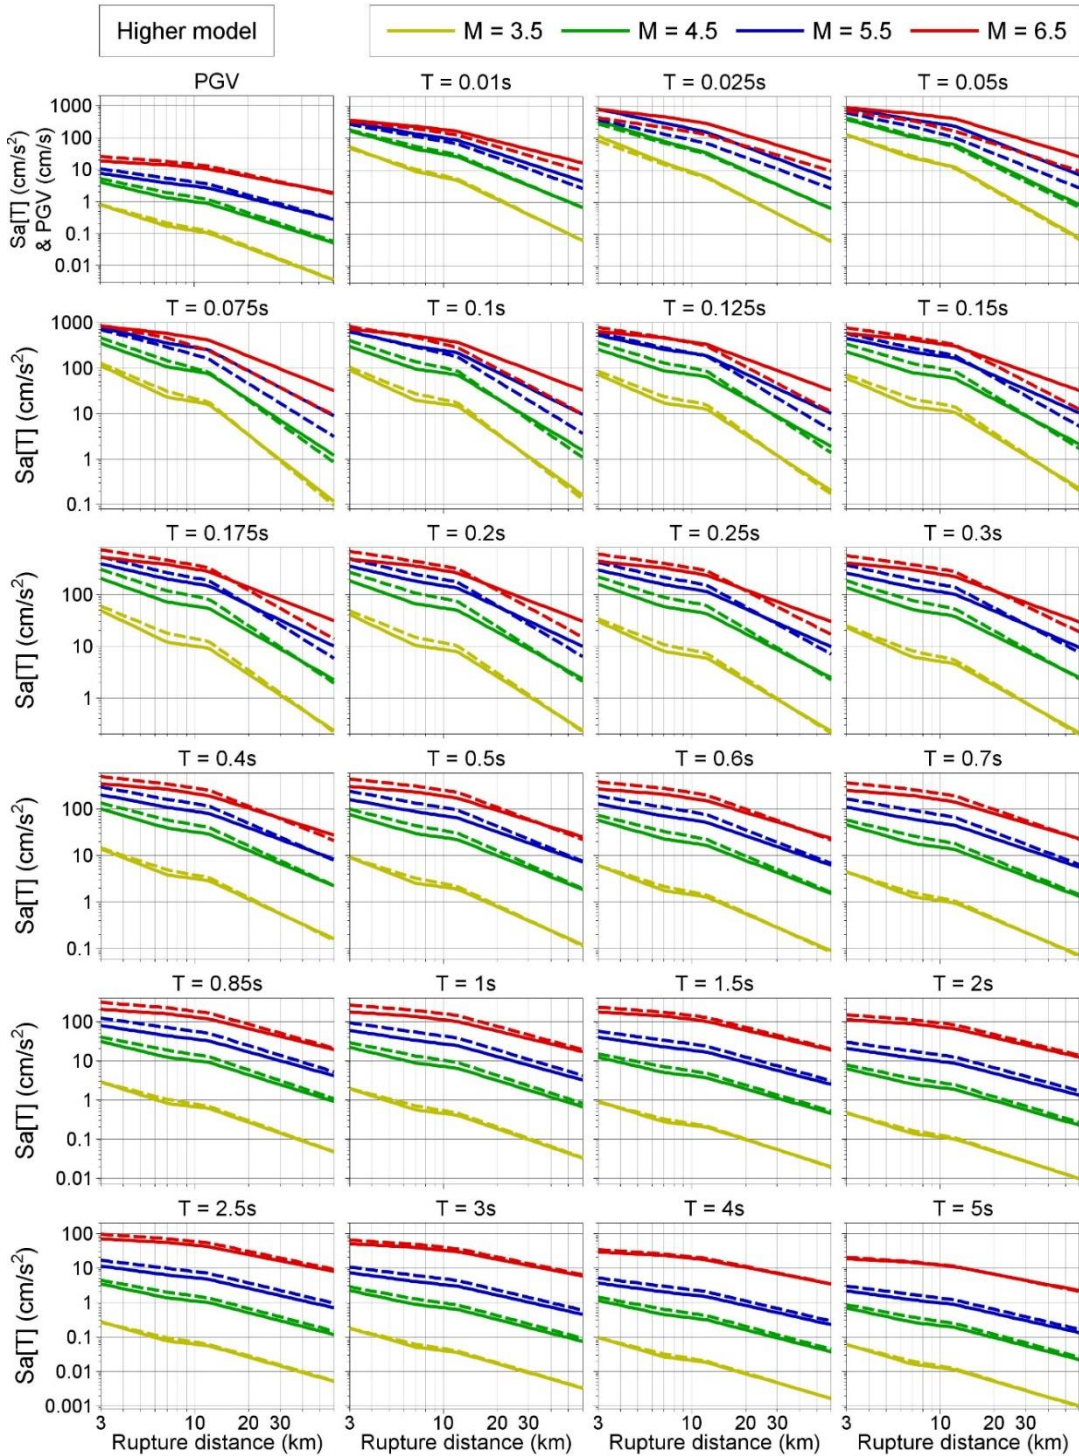 Higher model
M = 3.5 M = 4.5 M = 5.5 M = 6.5
PGV T = 0.01s T = 0.025s T = 0.05s
Sa[T] (cm/s²)
& PGV (cm/s)
1000
100
10
1
0.1
0.01
T = 0.075s T = 0.1s T = 0.125s T = 0.15s
Sa[T] (cm/s²)
1000
100
10
1
0.1
T = 0.175s T = 0.2s T = 0.25s T = 0.3s
Sa[T] (cm/s²)
100
10
1
T = 0.4s T = 0.5s T = 0.6s T = 0.7s
Sa[T] (cm/s²)
100
10
1
0.1
T = 0.85s T = 1s T = 1.5s T = 2s
Sa[T] (cm/s²)
100
10
1
0.1
0.01
T = 2.5s T = 3s T = 4s T = 5s
Sa[T] (cm/s²)
100
10
1
0.1
0.01
0.001
3 10 20 30 3 10 20 30 3 10 20 30 3 10 20 30
Rupture distance (km) Rupture distance (km) Rupture distance (km) Rupture distance (km)